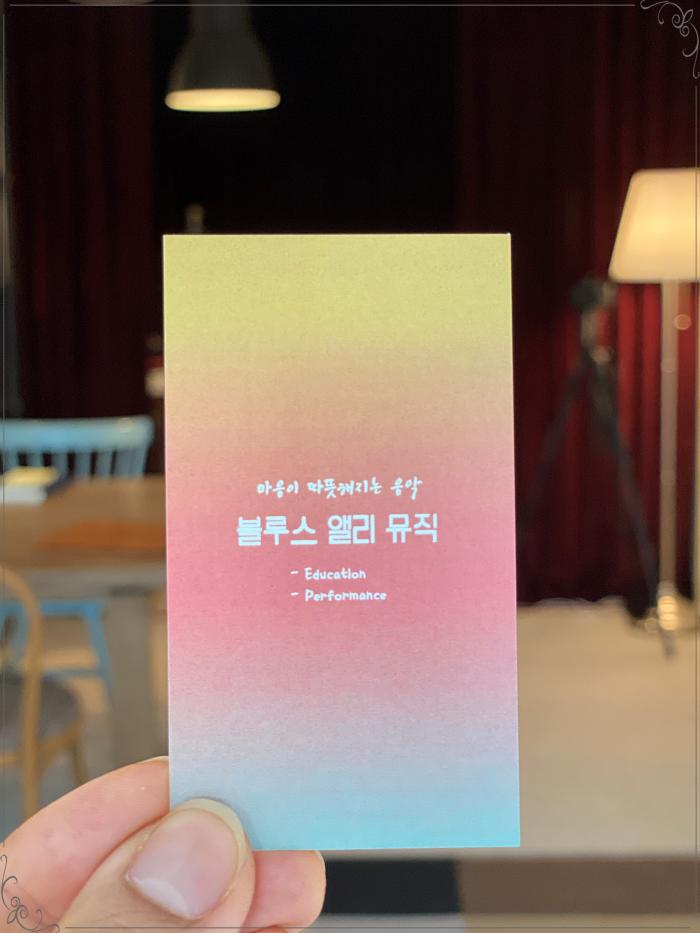 마음이 따뜻해지는 음악
블루스 앨리 뮤직
- Education
- Performance